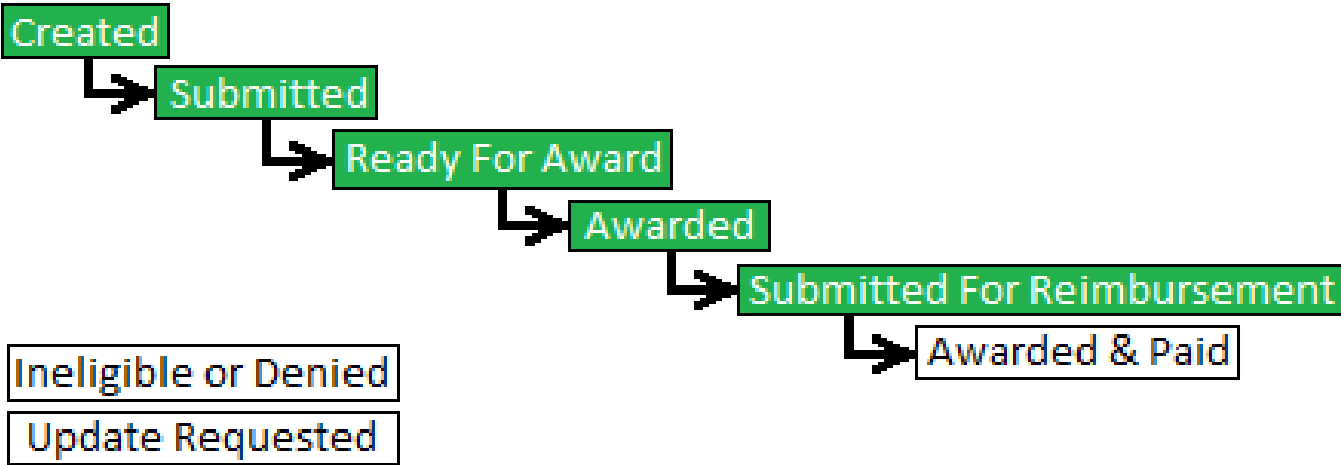 Created
Submitted
Ready For Award
Awarded
Submitted For Reimbursement
Awarded & Paid
Ineligible or Denied
Update Requested